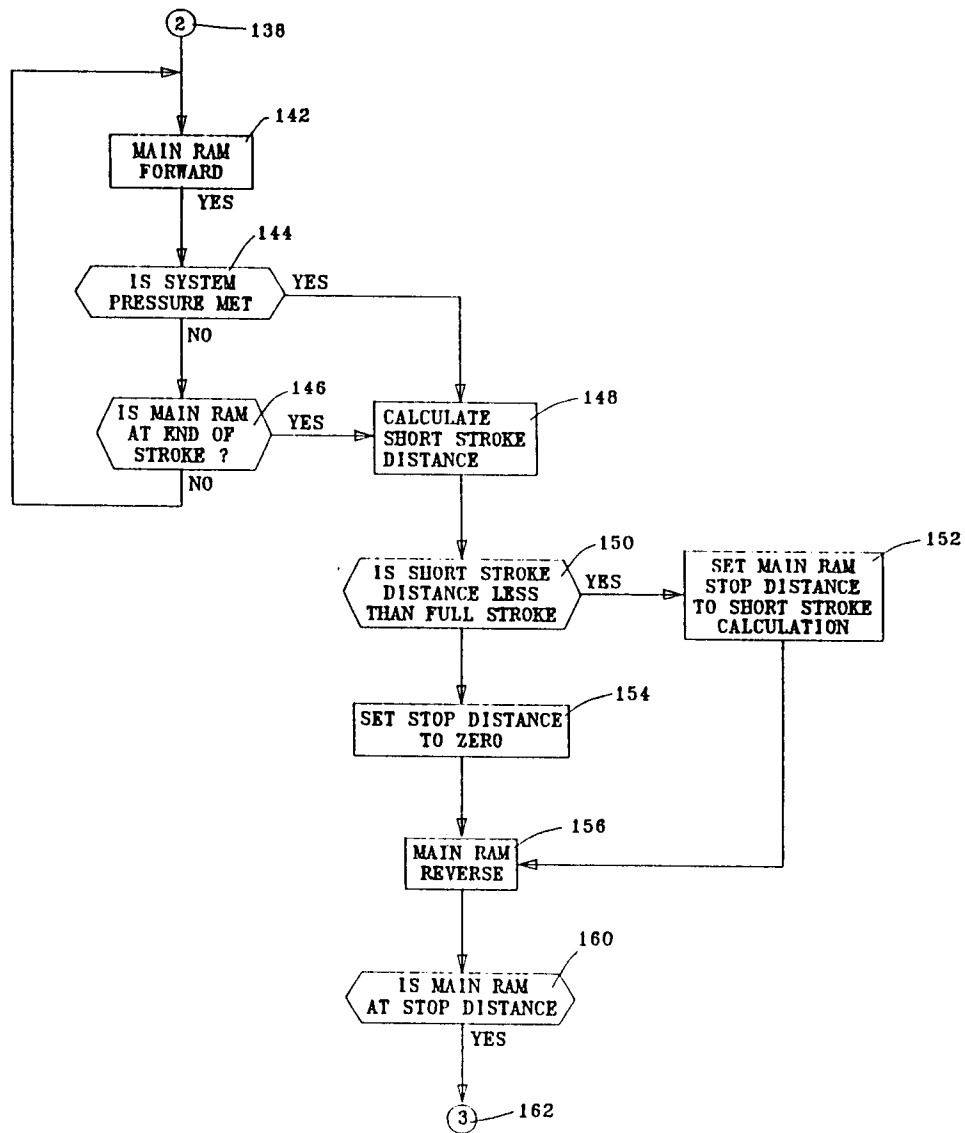 2
138
142
MAIN RAM
FORWARD
YES
144
IS SYSTEM
PRESSURE MET
YES
NO
146
IS MAIN RAM
AT END OF
STROKE ?
YES
NO
148
CALCULATE
SHORT STROKE
DISTANCE
150
IS SHORT STROKE
DISTANCE LESS
THAN FULL STROKE
YES
152
SET MAIN RAM
STOP DISTANCE
TO SHORT STROKE
CALCULATION
154
SET STOP DISTANCE
TO ZERO
156
MAIN RAM
REVERSE
160
IS MAIN RAM
AT STOP DISTANCE
YES
3
162